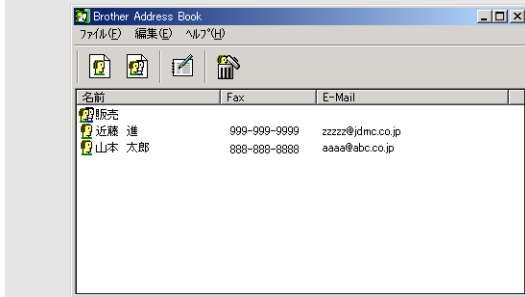 Brother Address Book
ﾌｧｲﾙ(F) 編集(E) ﾍﾙﾌﾟ(H)
名前 Fax E-Mail
販売
近藤 進 999-999-9999 zzzzz@jdmc.co.jp
山本 太郎 888-888-8888 aaaa@abc.co.jp